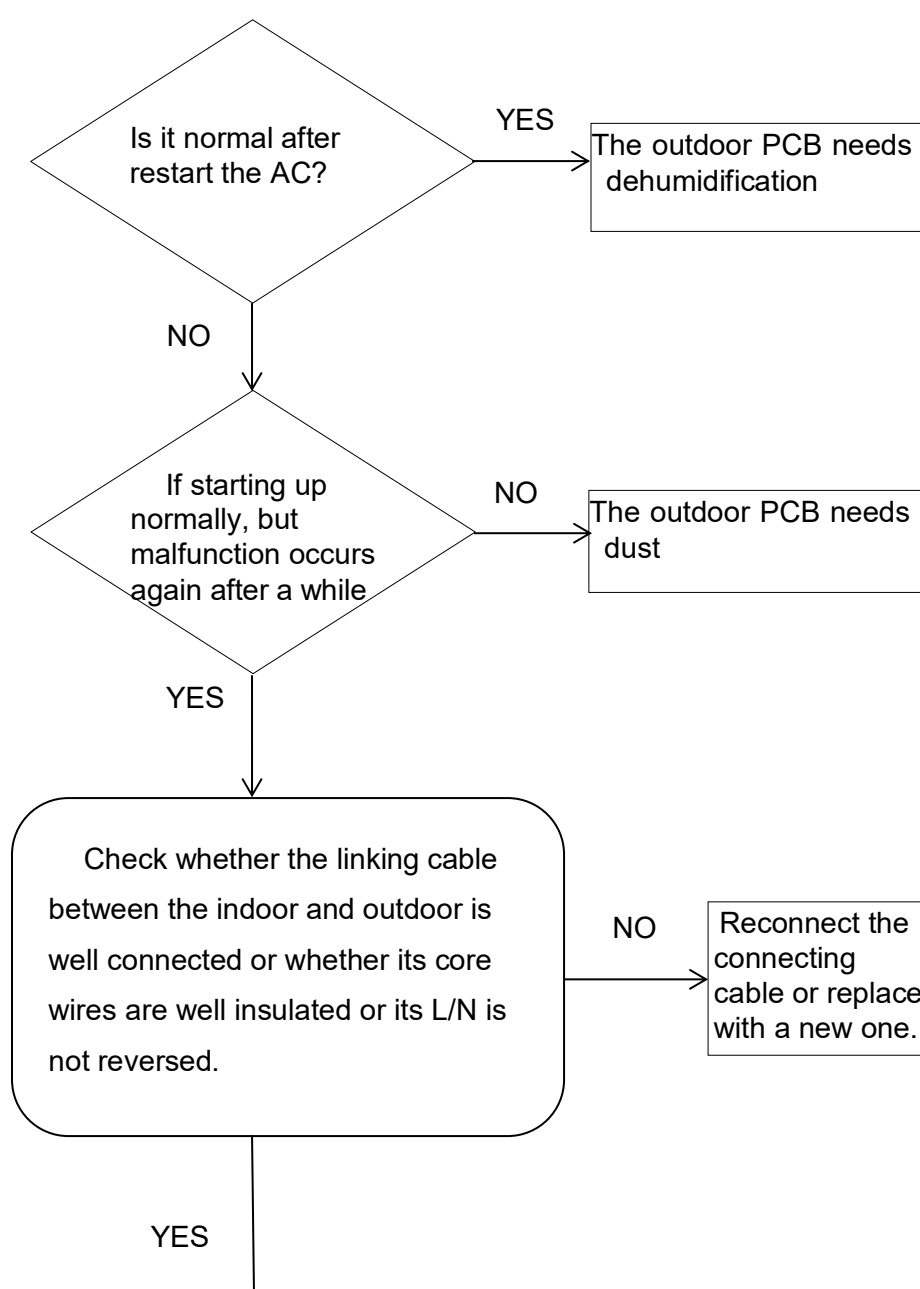 Is it normal after
restart the AC?
YES
The outdoor PCB needs
dehumidification
NO
If starting up
normally, but
malfunction occurs
again after a while
NO
The outdoor PCB needs
dust
YES
Check whether the linking cable
between the indoor and outdoor is
well connected or whether its core
wires are well insulated or its L/N is
not reversed.
NO
Reconnect the
connecting
cable or replace
with a new one.
YES